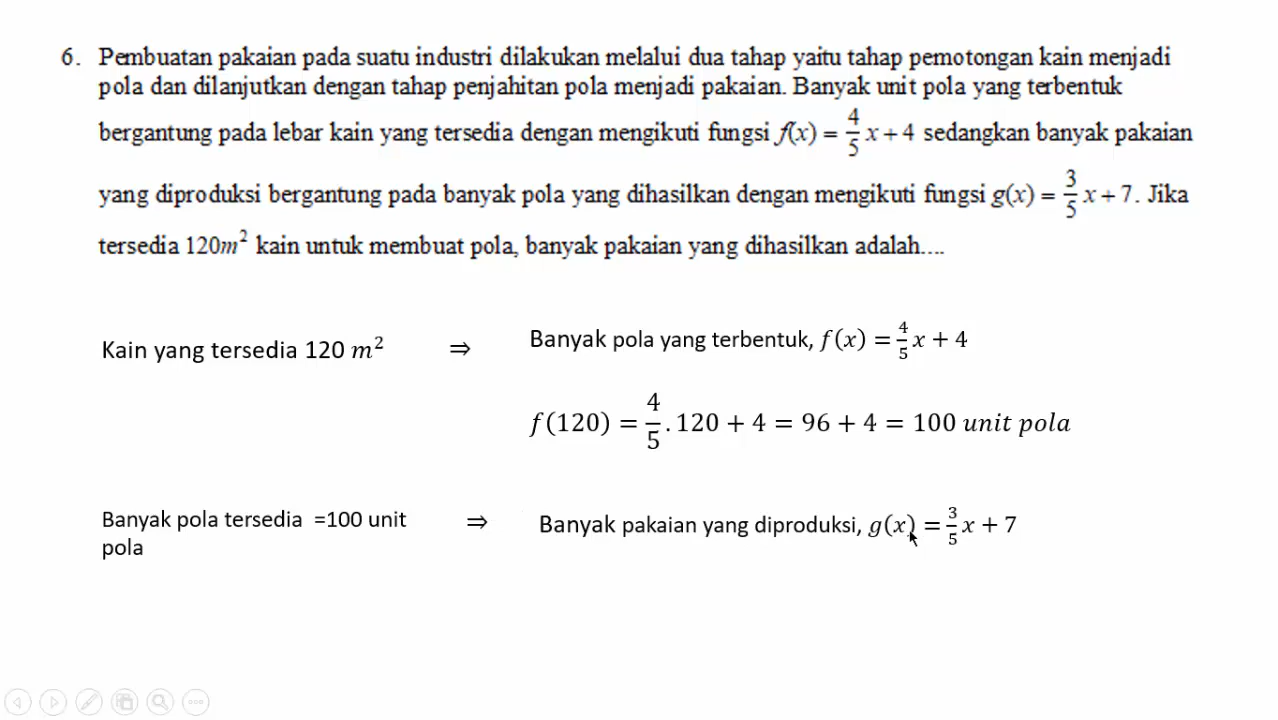 6. Pembuatan pakaian pada suatu industri dilakukan melalui dua tahap yaitu tahap pemotongan kain menjadi
pola dan dilanjutkan dengan tahap penjahitan pola menjadi pakaian. Banyak unit pola yang terbentuk
bergantung pada lebar kain yang tersedia dengan mengikuti fungsi f(x) = 4/5 x + 4 sedangkan banyak pakaian
yang diproduksi bergantung pada banyak pola yang dihasilkan dengan mengikuti fungsi g(x) = 3/5 x + 7. Jika
tersedia 120m² kain untuk membuat pola, banyak pakaian yang dihasilkan adalah....
Kain yang tersedia 120 m² ⇒ Banyak pola yang terbentuk, f(x) = 4/5 x + 4
f(120) = 4/5 . 120 + 4 = 96 + 4 = 100 unit pola
Banyak pola tersedia =100 unit
pola
⇒ Banyak pakaian yang diproduksi, g(x) = 3/5 x + 7